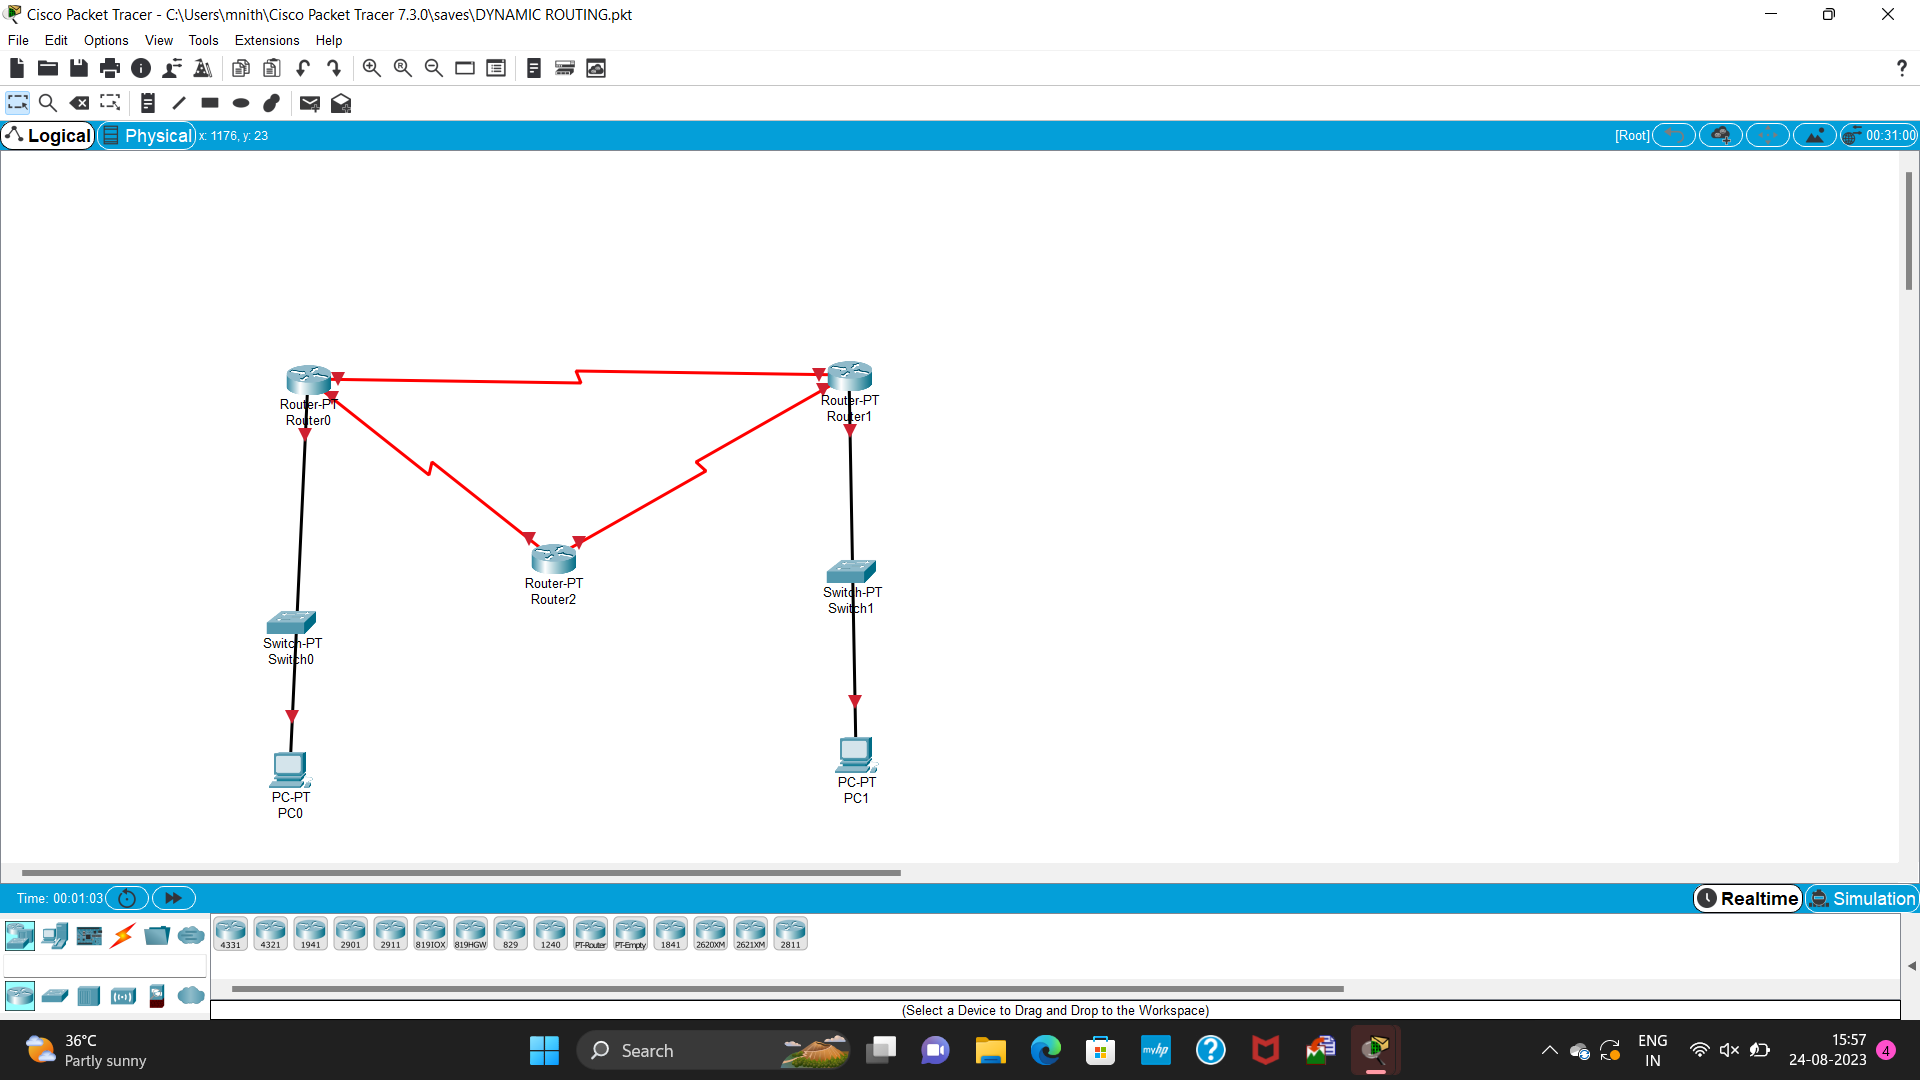 Cisco Packet Tracer - C:\Users\mnith\Cisco Packet Tracer 7.3.0\saves\DYNAMIC ROUTING.pkt
File Edit Options View Tools Extensions Help
?
Logical Physical x: 1176, y: 23 [Root] 00:31:00
Router-PT
Router0
Router-PT
Router1
Router-PT
Router2
Switch-PT
Switch1
Switch-PT
Switch0
PC-PT
PC1
PC-PT
PC0
Time: 00:01:03 Realtime Simulation
4331 4321 1941 2901 2911 819IOX 819HGW 829 1240 PT-Router PT-Empty 1841 2620XM 2621XM 2811
(Select a Device to Drag and Drop to the Workspace)
36°C
Partly sunny
Search
myhp
ENG
IN
15:57
24-08-2023
4